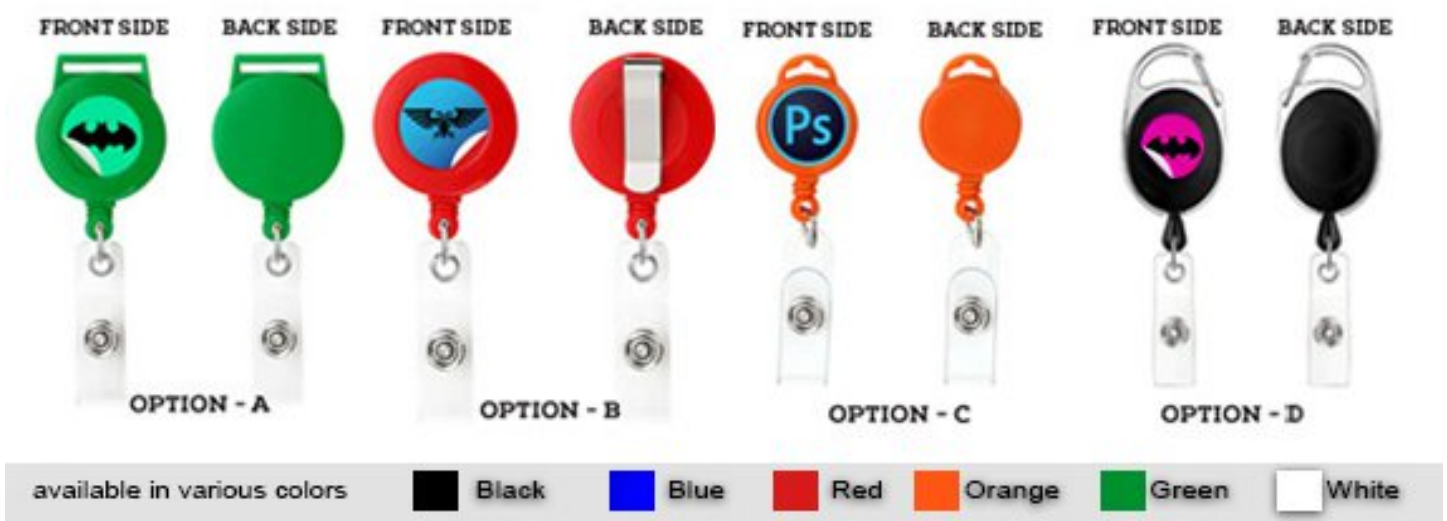 FRONT SIDE BACK SIDE FRONT SIDE BACK SIDE FRONT SIDE BACK SIDE FRONT SIDE BACK SIDE
Ps
OPTION - A OPTION - B OPTION - C OPTION - D
available in various colors Black Blue Red Orange Green White